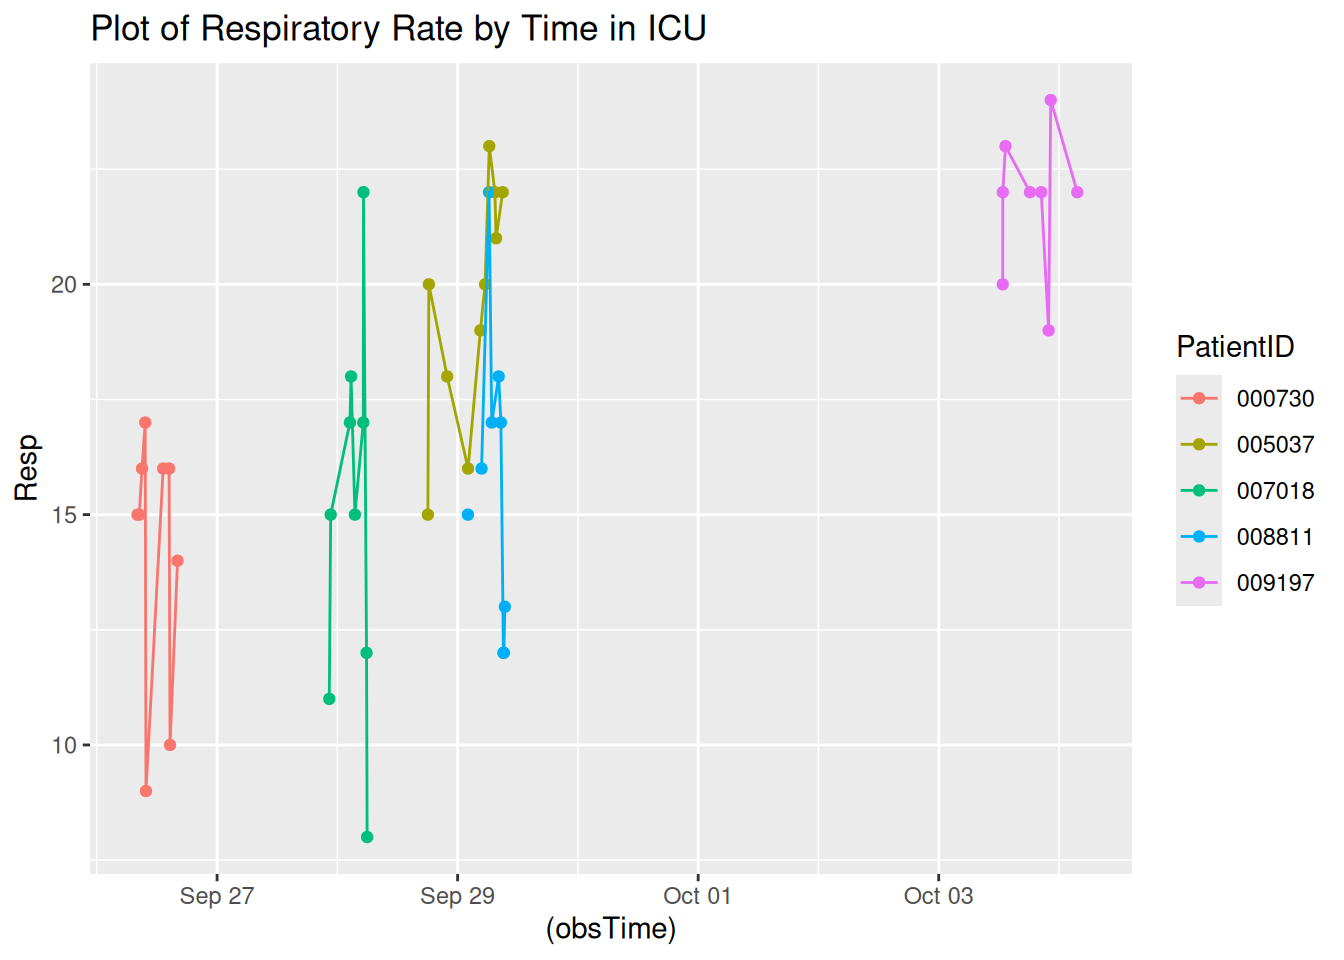 Plot of Respiratory Rate by Time in ICU
Resp
20
15
10
Sep 27
Sep 29
Oct 01
Oct 03
(obsTime)
PatientID
000730
005037
007018
008811
009197